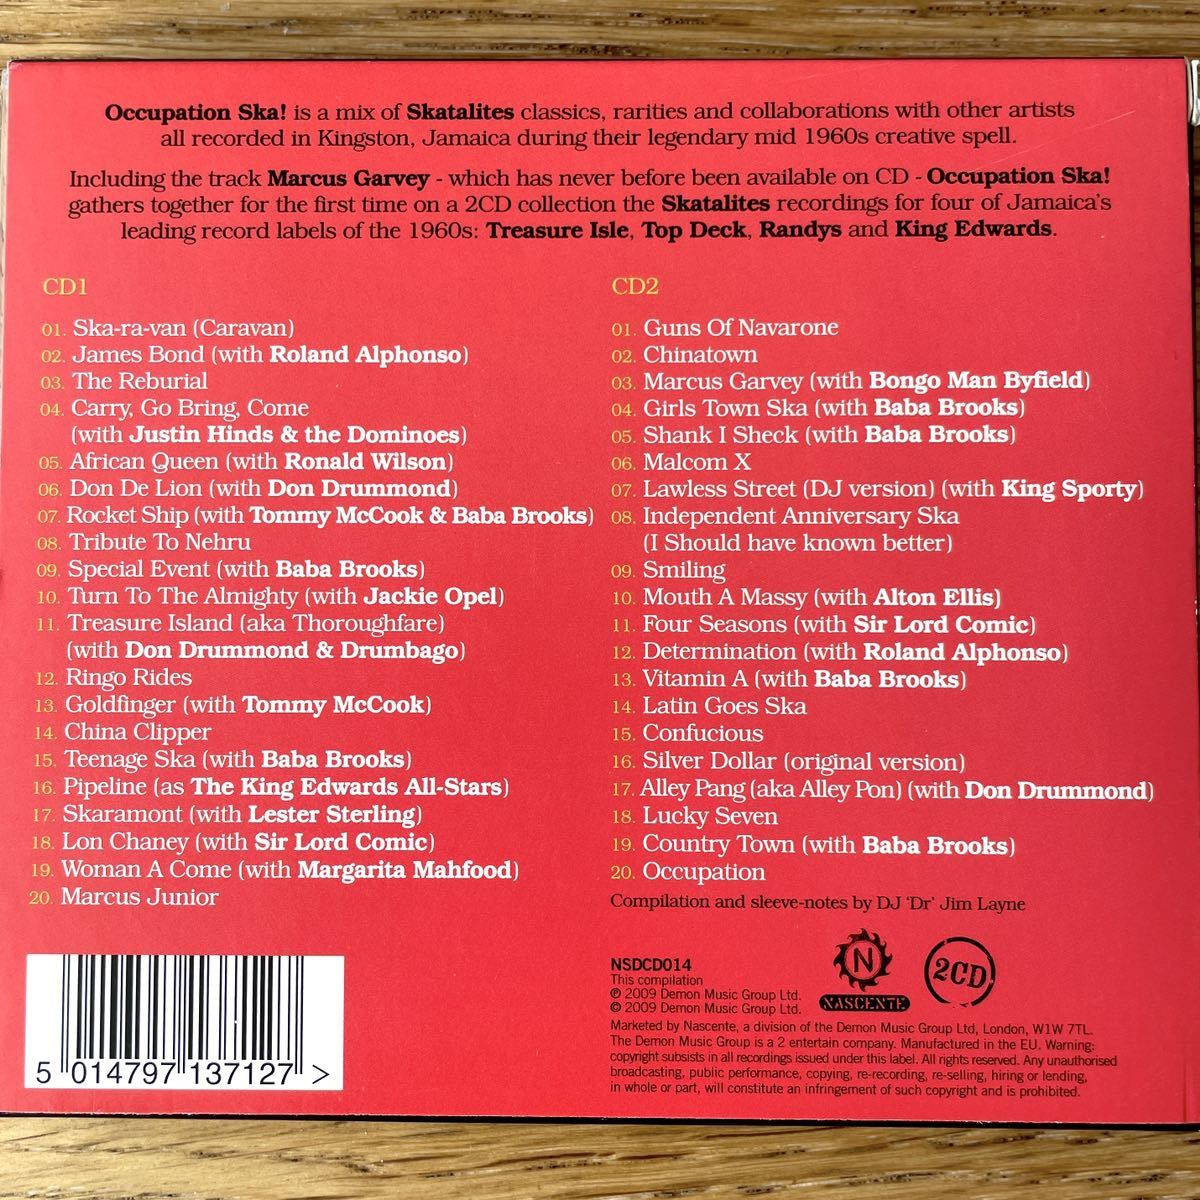 Occupation Ska! is a mix of Skatalites classics, rarities and collaborations with other artists
all recorded in Kingston, Jamaica during their legendary mid 1960s creative spell.
Including the track Marcus Garvey - which has never before been available on CD - Occupation Ska!
gathers together for the first time on a 2CD collection the Skatalites recordings for four of Jamaica's
leading record labels of the 1960s: Treasure Isle, Top Deck, Randys and King Edwards.
CD1
01. Ska-ra-van (Caravan)
02. James Bond (with Roland Alphonso)
03. The Reburial
04. Carry, Go Bring, Come
(with Justin Hinds & the Dominoes)
05. African Queen (with Ronald Wilson)
06. Don De Lion (with Don Drummond)
07. Rocket Ship (with Tommy McCook & Baba Brooks)
08. Tribute To Nehru
09. Special Event (with Baba Brooks)
10. Turn To The Almighty (with Jackie Opel)
11. Treasure Island (aka Thoroughfare)
(with Don Drummond & Drumbago)
12. Ringo Rides
13. Goldfinger (with Tommy McCook)
14. China Clipper
15. Teenage Ska (with Baba Brooks)
16. Pipeline (as The King Edwards All-Stars)
17. Skaramont (with Lester Sterling)
18. Lon Chaney (with Sir Lord Comic)
19. Woman A Come (with Margarita Mahfood)
20. Marcus Junior
CD2
01. Guns Of Navarone
02. Chinatown
03. Marcus Garvey (with Bongo Man Byfield)
04. Girls Town Ska (with Baba Brooks)
05. Shank I Sheck (with Baba Brooks)
06. Malcom X
07. Lawless Street (DJ version) (with King Sporty)
08. Independent Anniversary Ska
(I Should have known better)
09. Smiling
10. Mouth A Massy (with Alton Ellis)
11. Four Seasons (with Sir Lord Comic)
12. Determination (with Roland Alphonso)
13. Vitamin A (with Baba Brooks)
14. Latin Goes Ska
15. Confucious
16. Silver Dollar (original version)
17. Alley Pang (aka Alley Pon) (with Don Drummond)
18. Lucky Seven
19. Country Town (with Baba Brooks)
20. Occupation
Compilation and sleeve-notes by DJ 'Dr' Jim Layne
NSDCD014
This compilation
℗ 2009 Demon Music Group Ltd.
© 2009 Demon Music Group Ltd.
N
NASCENTE
2CD
Marketed by Nascente, a division of the Demon Music Group Ltd, London, W1W 7TL.
The Demon Music Group is a 2 entertain company. Manufactured in the EU. Warning:
copyright subsists in all recordings issued under this label. All rights reserved. Any unauthorised
broadcasting, public performance, copying, re-recording, re-selling, hiring or lending,
in whole or part, will constitute an infringement of such copyright and is prohibited.
5 014797 137127 >